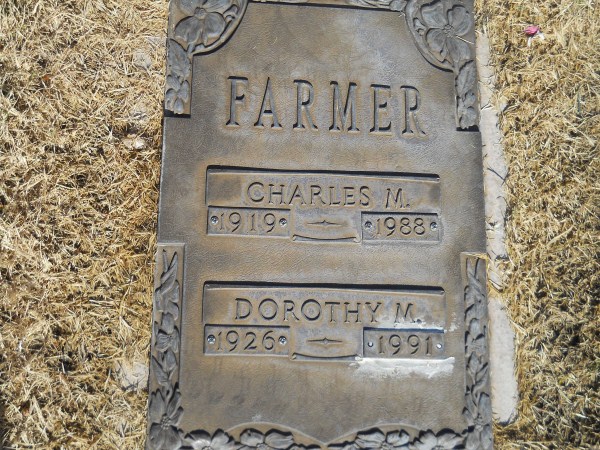 FARMER
CHARLES M.
1919 1988
DOROTHY M.
1926 1991